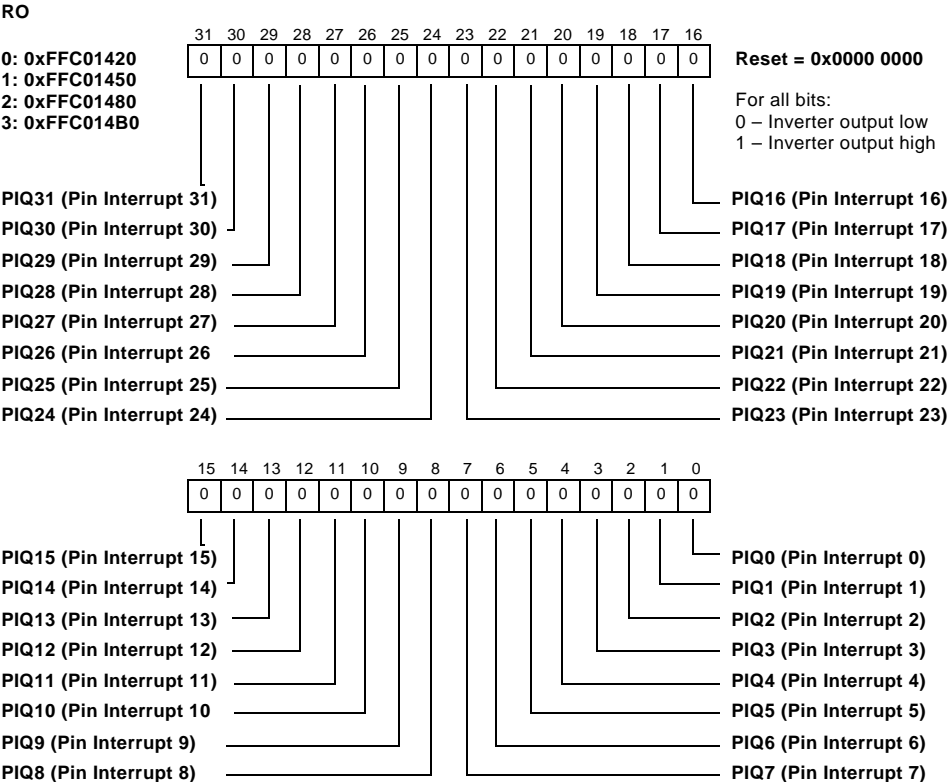 RO
31 30 29 28 27 26 25 24 23 22 21 20 19 18 17 16
0: 0xFFC01420
0 0 0 0 0 0 0 0 0 0 0 0 0 0 0 0
Reset = 0x0000 0000
1: 0xFFC01450
2: 0xFFC01480
3: 0xFFC014B0
For all bits:
0 – Inverter output low
1 – Inverter output high
PIQ31 (Pin Interrupt 31)
PIQ16 (Pin Interrupt 16)
PIQ30 (Pin Interrupt 30)
PIQ17 (Pin Interrupt 17)
PIQ29 (Pin Interrupt 29)
PIQ18 (Pin Interrupt 18)
PIQ28 (Pin Interrupt 28)
PIQ19 (Pin Interrupt 19)
PIQ27 (Pin Interrupt 27)
PIQ20 (Pin Interrupt 20)
PIQ26 (Pin Interrupt 26
PIQ21 (Pin Interrupt 21)
PIQ25 (Pin Interrupt 25)
PIQ22 (Pin Interrupt 22)
PIQ24 (Pin Interrupt 24)
PIQ23 (Pin Interrupt 23)
15 14 13 12 11 10 9 8 7 6 5 4 3 2 1 0
0 0 0 0 0 0 0 0 0 0 0 0 0 0 0 0
PIQ15 (Pin Interrupt 15)
PIQ0 (Pin Interrupt 0)
PIQ14 (Pin Interrupt 14)
PIQ1 (Pin Interrupt 1)
PIQ13 (Pin Interrupt 13)
PIQ2 (Pin Interrupt 2)
PIQ12 (Pin Interrupt 12)
PIQ3 (Pin Interrupt 3)
PIQ11 (Pin Interrupt 11)
PIQ4 (Pin Interrupt 4)
PIQ10 (Pin Interrupt 10
PIQ5 (Pin Interrupt 5)
PIQ9 (Pin Interrupt 9)
PIQ6 (Pin Interrupt 6)
PIQ8 (Pin Interrupt 8)
PIQ7 (Pin Interrupt 7)